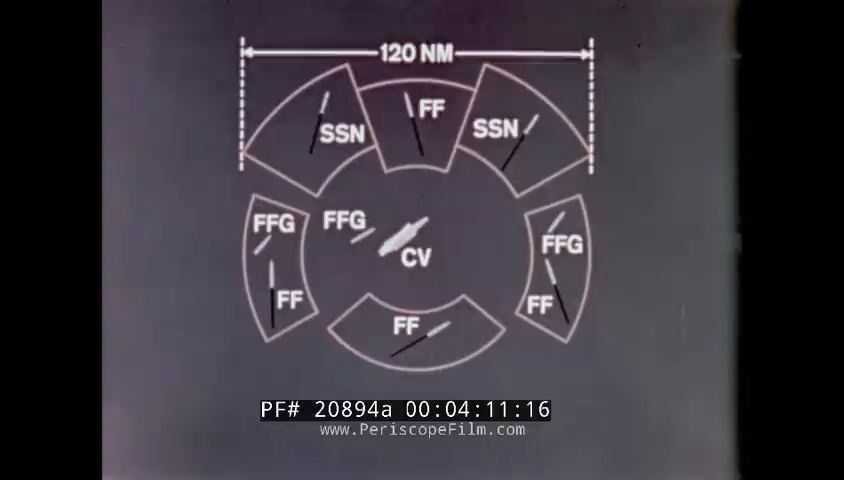 120 NM
FF
SSN
SSN
FFG
FFG
FFG
CV
FF
FF
FF
PF# 20894a 00:04:11:16
www.PeriscopeFilm.com